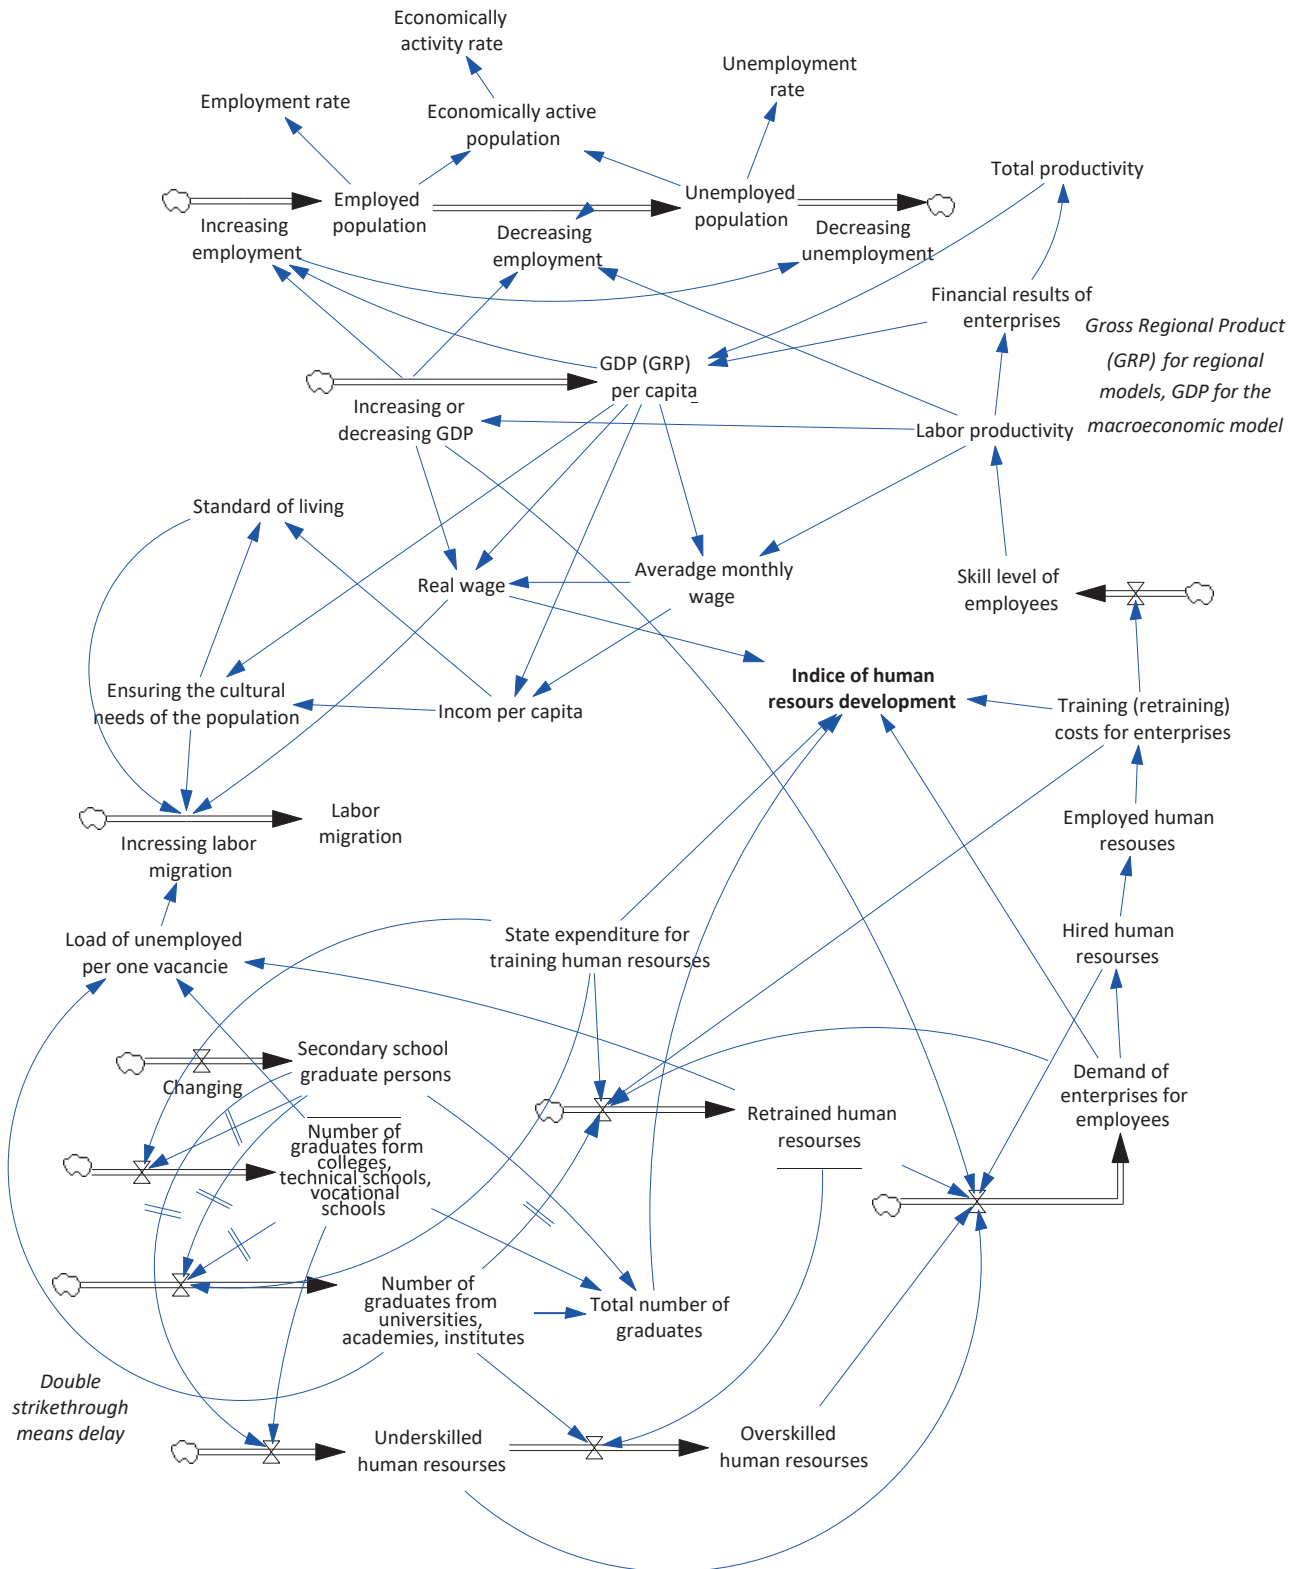 Economically
activity rate
Unemployment
rate
Employment rate
Economically active
population
Total productivity
Employed
population
Unemployed
population
Increasing
employment
Decreasing
employment
Decreasing
unemployment
Financial results of
enterprises
Gross Regional Product
(GRP) for regional
models, GDP for the
macroeconomic model
GDP (GRP)
per capita
Increasing or
decreasing GDP
Labor productivity
Standard of living
Real wage
Averadge monthly
wage
Skill level of
employees
Indice of human
resours development
Ensuring the cultural
needs of the population
Incom per capita
Training (retraining)
costs for enterprises
Labor
migration
Employed human
resouses
Incressing labor
migration
Load of unemployed
per one vacancie
State expenditure for
training human resourses
Hired human
resourses
Secondary school
graduate persons
Changing
Demand of
enterprises for
employees
Retrained human
resourses
Number of
graduates form
colleges,
technical schools,
vocational
schools
Number of
graduates from
universities,
academies, institutes
Total number of
graduates
Double
strikethrough
means delay
Underskilled
human resourses
Overskilled
human resourses